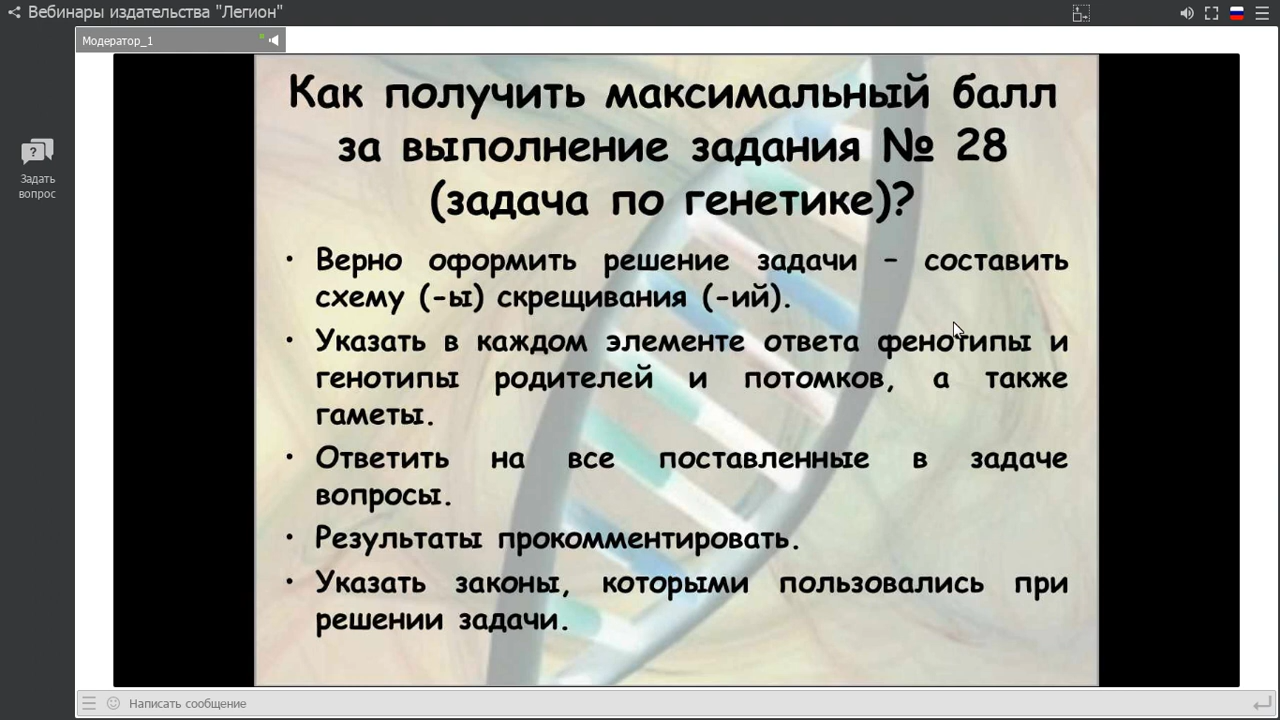 Вебинары издательства "Легион"
Модератор_1
Задать
вопрос
Как получить максимальный балл
за выполнение задания № 28
(задача по генетике)?
• Верно оформить решение задачи – составить
схему (-ы) скрещивания (-ий).
• Указать в каждом элементе ответа фенотипы и
генотипы родителей и потомков, а также
гаметы.
• Ответить на все поставленные в задаче
вопросы.
• Результаты прокомментировать.
• Указать законы, которыми пользовались при
решении задачи.
Написать сообщение